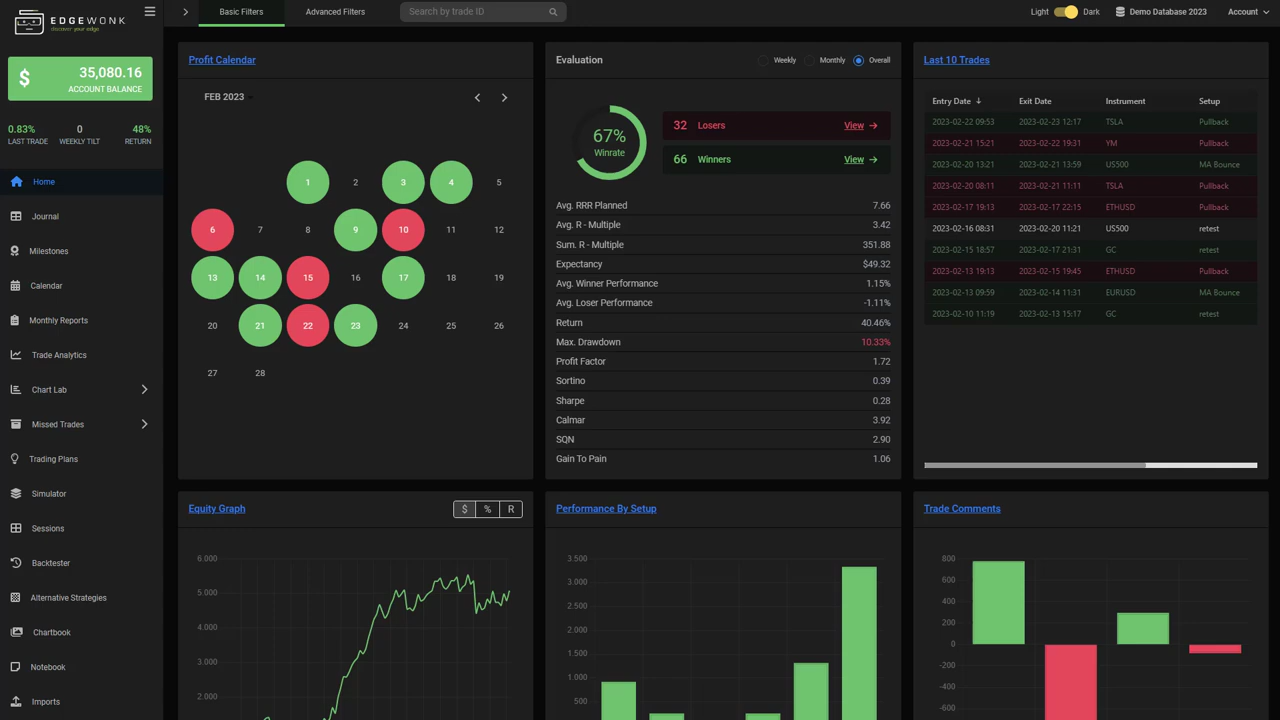 EDGEWONK
discover your edge
Basic Filters
Advanced Filters
Search by trade ID
Light
Dark
Demo Database 2023
Account
$
35,080.16
ACCOUNT BALANCE
0.83%
LAST TRADE
0
WEEKLY TILT
48%
RETURN
Home
Journal
Milestones
Calendar
Monthly Reports
Trade Analytics
Chart Lab
Missed Trades
Trading Plans
Simulator
Sessions
Backtester
Alternative Strategies
Chartbook
Notebook
Imports
Profit Calendar
FEB 2023
1 2 3 4 5
6 7 8 9 10 11 12
13 14 15 16 17 18 19
20 21 22 23 24 25 26
27 28
Evaluation
Weekly
Monthly
Overall
67%
Winrate
32 Losers View
66 Winners View
Avg. RRR Planned 7.66
Avg. R - Multiple 3.42
Sum. R - Multiple 351.88
Expectancy $49.32
Avg. Winner Performance 1.15%
Avg. Loser Performance -1.11%
Return 40.46%
Max. Drawdown 10.33%
Profit Factor 1.72
Sortino 0.39
Sharpe 0.28
Calmar 3.92
SQN 2.90
Gain To Pain 1.06
Last 10 Trades
Entry Date Exit Date Instrument Setup
2023-02-22 09:53 2023-02-23 12:17 TSLA Pullback
2023-02-21 15:21 2023-02-22 19:31 YM Pullback
2023-02-20 13:21 2023-02-21 13:59 US500 MA Bounce
2023-02-20 08:11 2023-02-21 11:11 TSLA Pullback
2023-02-17 19:13 2023-02-17 22:15 ETHUSD Pullback
2023-02-16 08:31 2023-02-20 11:21 US500 retest
2023-02-15 18:57 2023-02-17 21:31 GC retest
2023-02-13 19:13 2023-02-15 19:45 ETHUSD Pullback
2023-02-13 09:59 2023-02-14 11:31 EURUSD MA Bounce
2023-02-10 11:19 2023-02-13 15:17 GC retest
Equity Graph
$ % R
6 000
5.000
4 000
3.000
2 000
Performance By Setup
3 500
3.000
2.500
2 000
1 500
1 000
500
Trade Comments
800
600
400
200
0
-200
-400
-600